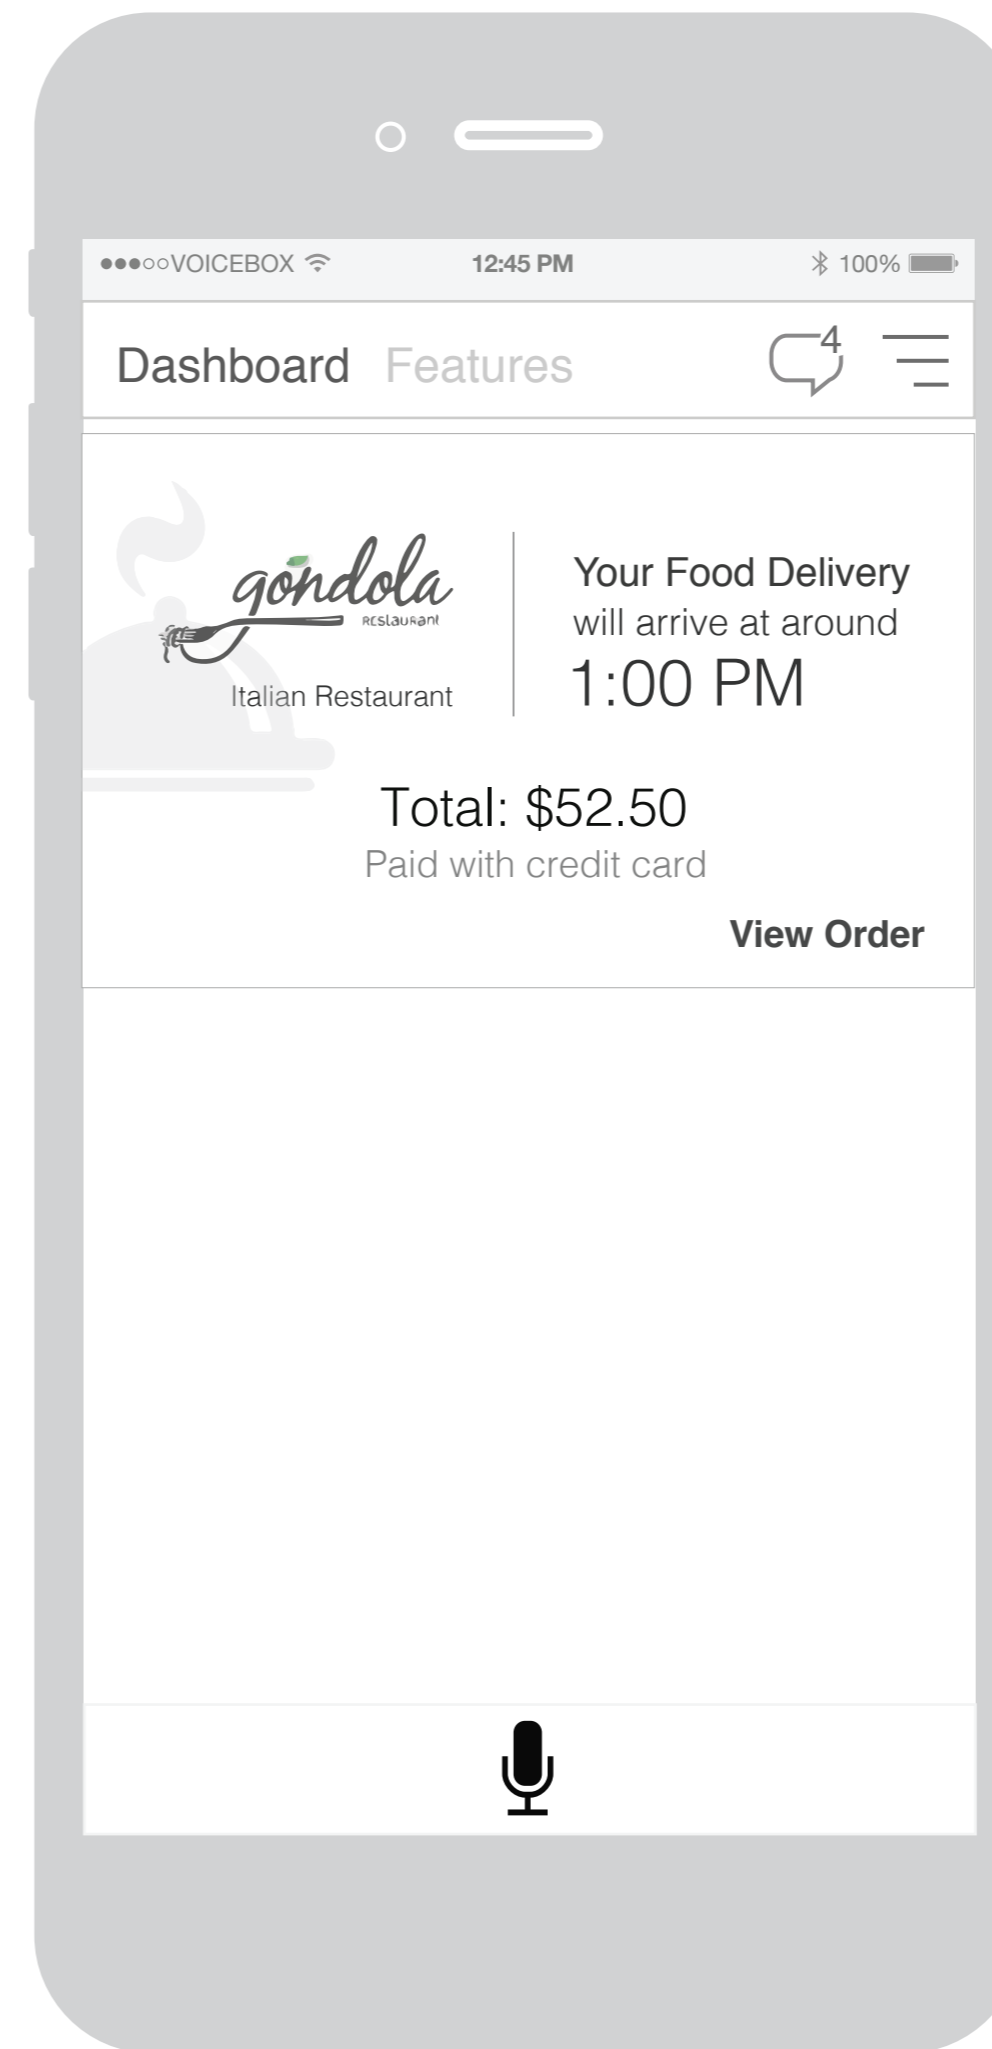 ●●●○○VOICEBOX 12:45 PM 100%
Dashboard Features 4
gondola
Restaurant
Italian Restaurant
Your Food Delivery
will arrive at around
1:00 PM
Total: $52.50
Paid with credit card
View Order